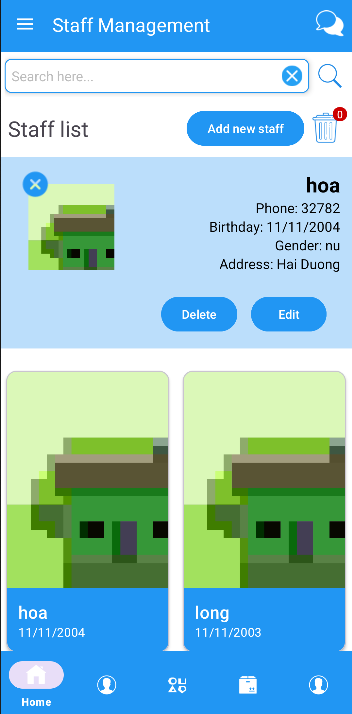 Staff Management
Search here...
Staff list
Add new staff
0
hoa
Phone: 32782
Birthday: 11/11/2004
Gender: nu
Address: Hai Duong
Delete
Edit
hoa
11/11/2004
long
11/11/2003
Home